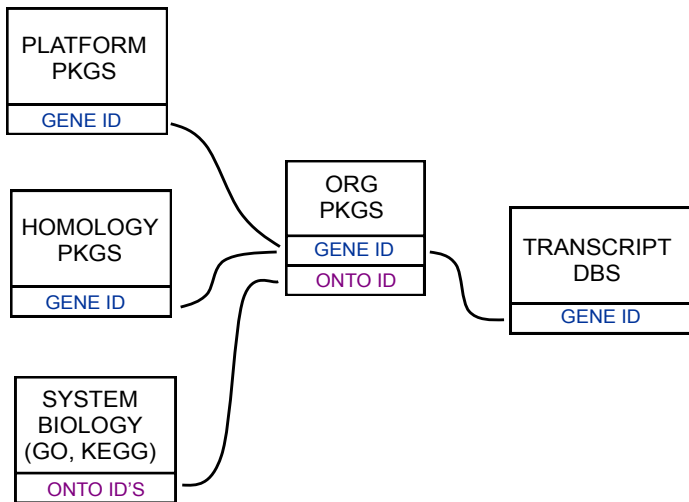 PLATFORM
PKGS
GENE ID
HOMOLOGY
PKGS
GENE ID
SYSTEM
BIOLOGY
(GO, KEGG)
ONTO ID'S
ORG
PKGS
GENE ID
ONTO ID
TRANSCRIPT
DBS
GENE ID